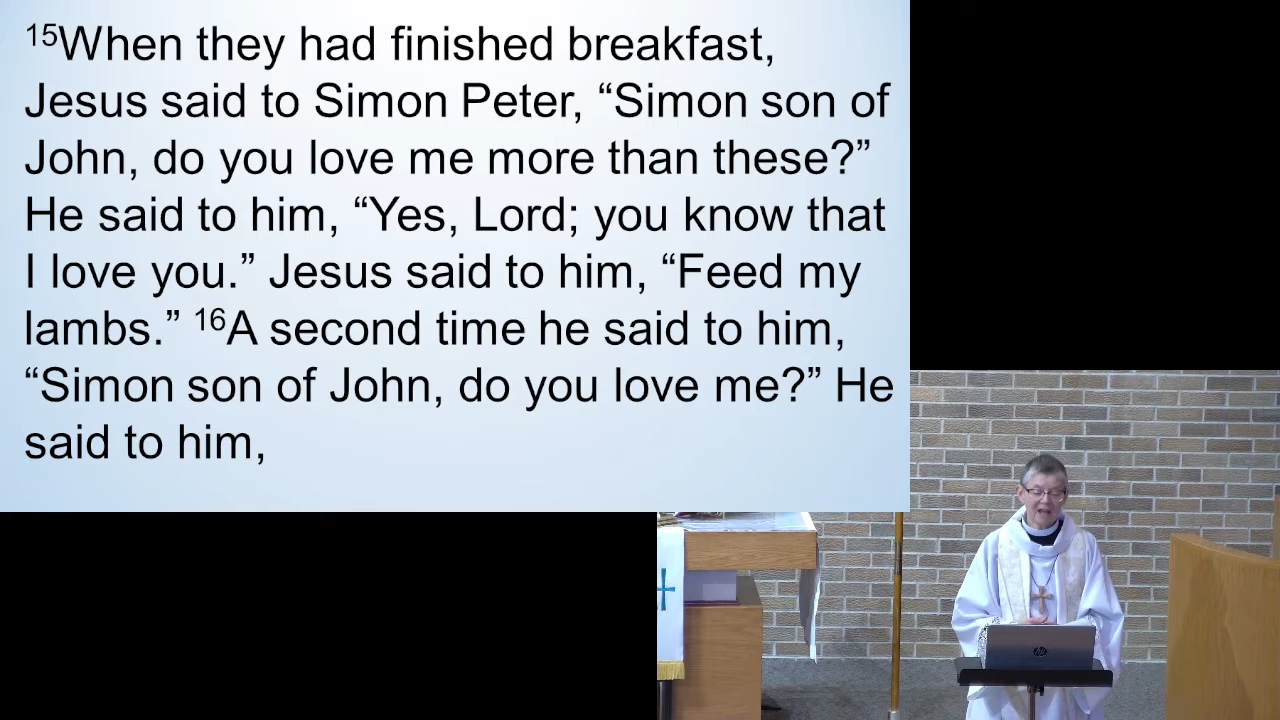 15When they had finished breakfast,
Jesus said to Simon Peter, “Simon son of
John, do you love me more than these?”
He said to him, “Yes, Lord; you know that
I love you.” Jesus said to him, “Feed my
lambs.” 16A second time he said to him,
“Simon son of John, do you love me?” He
said to him,
hp